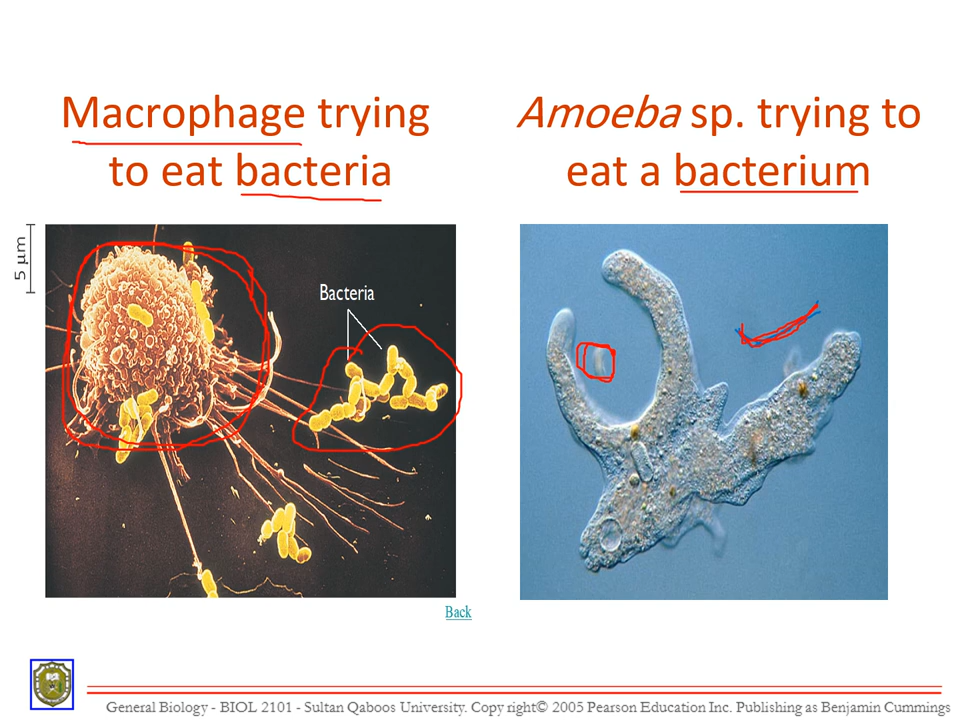 Macrophage trying
to eat bacteria
Amoeba sp. trying to
eat a bacterium
5 µm
Bacteria
Back
General Biology - BIOL 2101 - Sultan Qaboos University. Copy right© 2005 Pearson Education Inc. Publishing as Benjamin Cummings